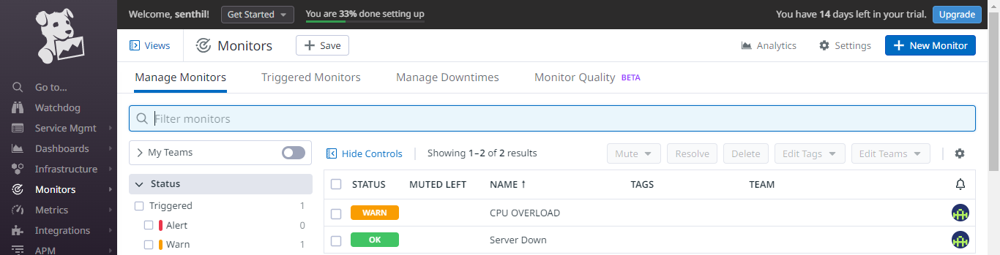 Welcome, senthil! Get Started You are 33% done setting up You have 14 days left in your trial. Upgrade
Views Monitors + Save Analytics Settings + New Monitor
Manage Monitors Triggered Monitors Manage Downtimes Monitor Quality BETA
Go to...
Watchdog
Service Mgmt
Dashboards
Infrastructure
Monitors
Metrics
Integrations
APM
Filter monitors
My Teams
Status
Triggered 1
Alert 0
Warn 1
Hide Controls Showing 1–2 of 2 results Mute Resolve Delete Edit Tags Edit Teams
STATUS MUTED LEFT NAME ↑ TAGS TEAM
WARN CPU OVERLOAD
OK Server Down